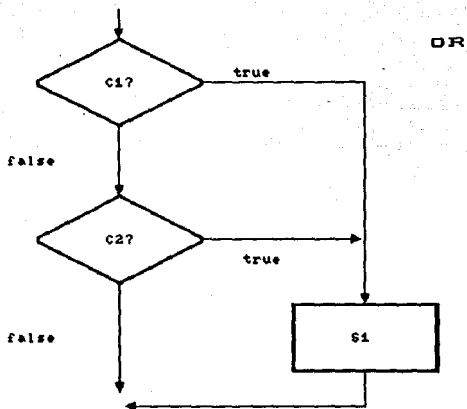 OR
C1?
true
false
C2?
true
false
S1